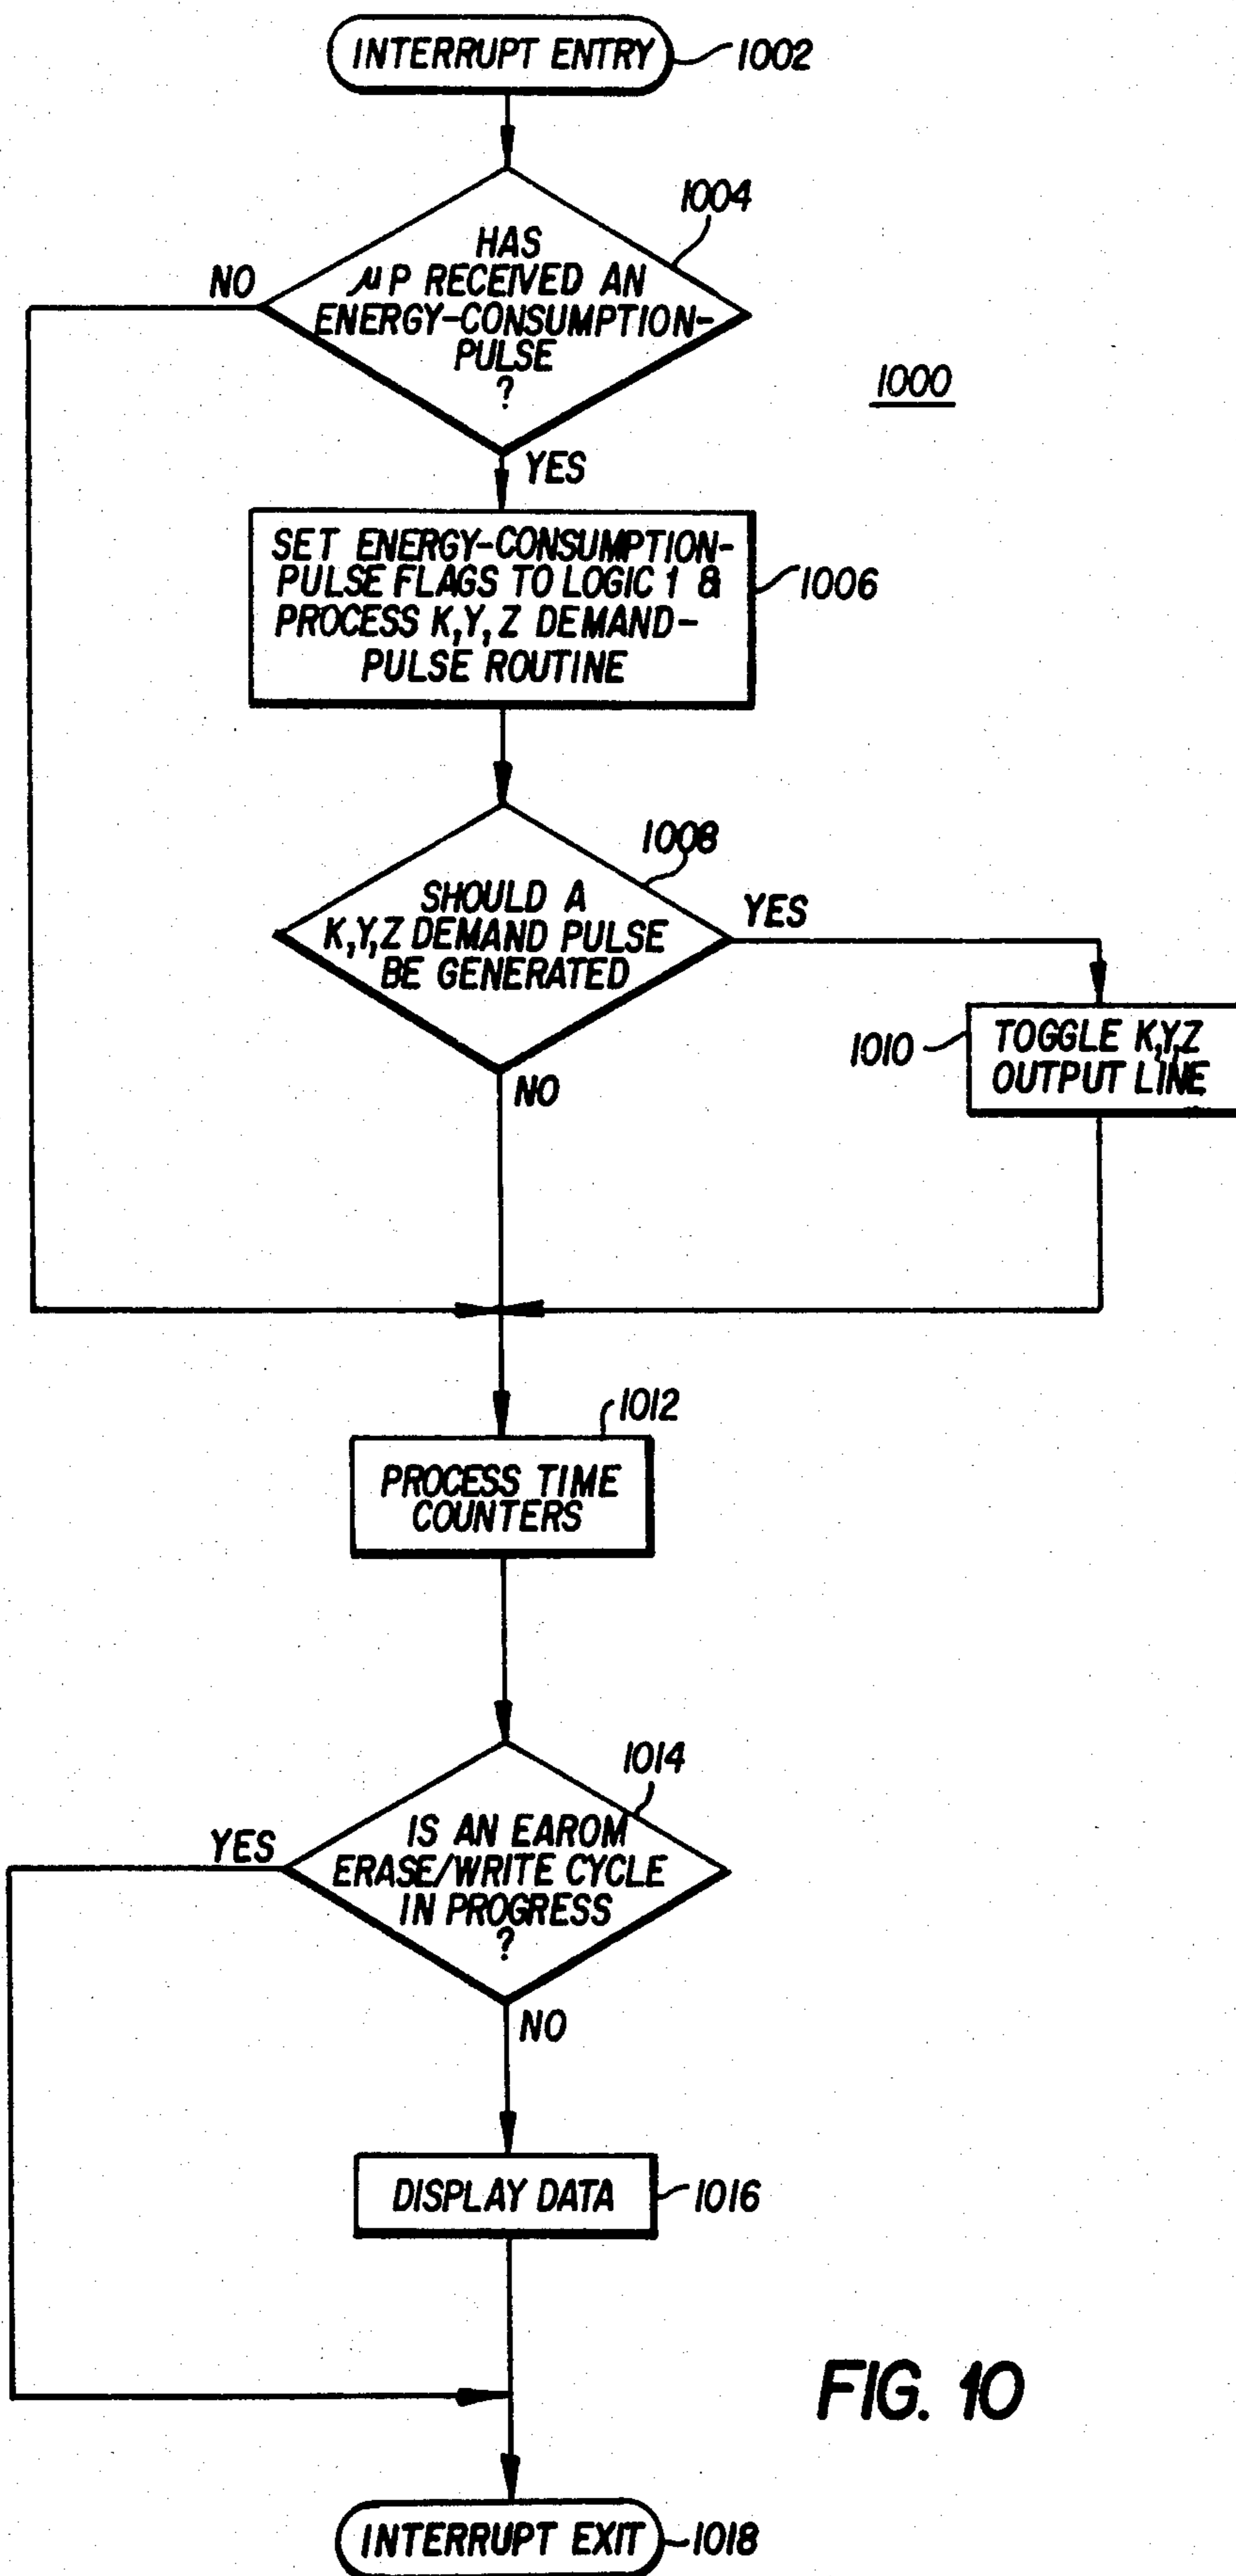 INTERRUPT ENTRY
1002
1004
HAS
μP RECEIVED AN
ENERGY-CONSUMPTION-
PULSE
?
NO
1000
YES
SET ENERGY-CONSUMPTION-
PULSE FLAGS TO LOGIC 1 &
PROCESS K,Y,Z DEMAND-
PULSE ROUTINE
1006
1008
SHOULD A
K,Y,Z DEMAND PULSE
BE GENERATED
YES
NO
1010
TOGGLE K,Y,Z
OUTPUT LINE
1012
PROCESS TIME
COUNTERS
1014
IS AN EAROM
ERASE/WRITE CYCLE
IN PROGRESS
?
YES
NO
DISPLAY DATA
1016
FIG. 10
INTERRUPT EXIT
1018